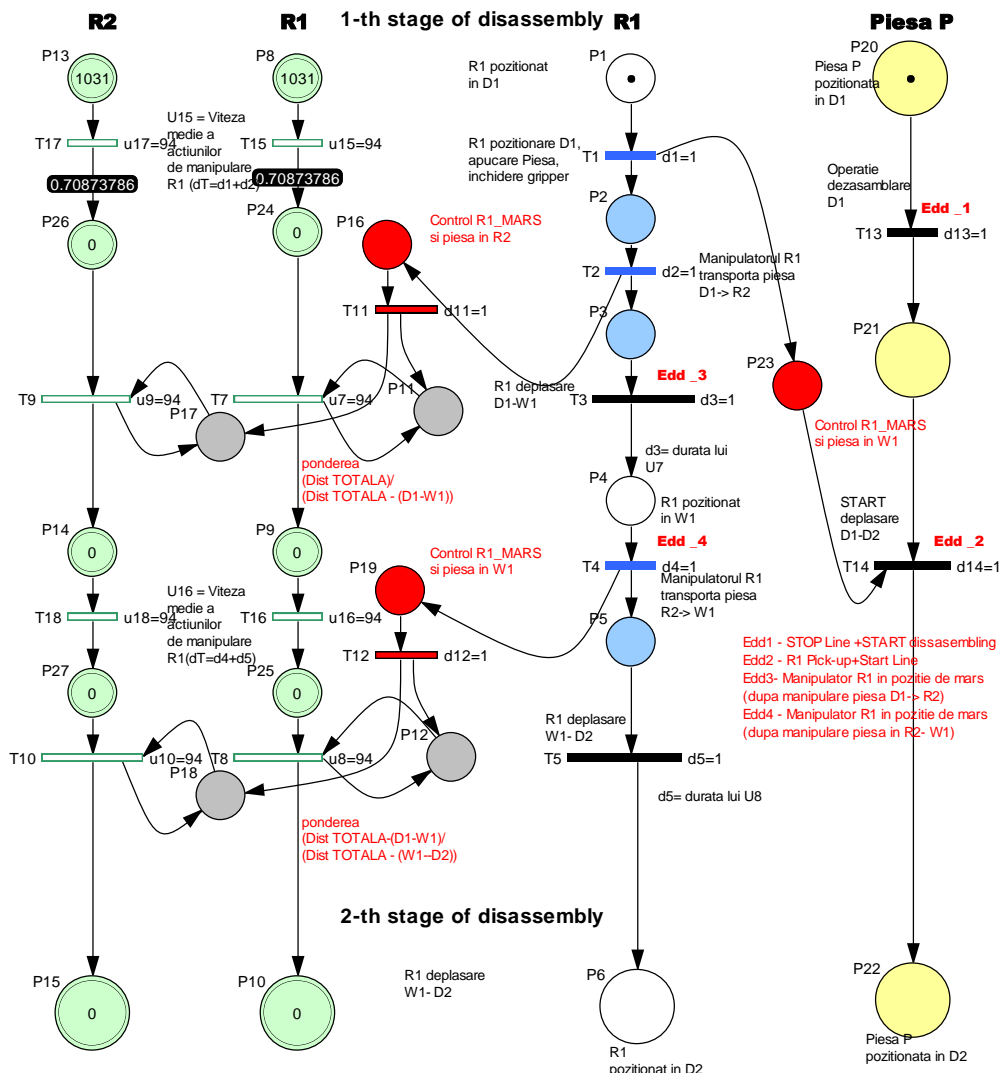 1-th stage of disassembly
R2
R1
R1
Piesa P
P13
1031
P8
1031
P1
R1 pozitionat
in D1
P20
Piesa P
pozitionata
in D1
U15 = Viteza
medie a
actiunilor
de manipulare
R1 (dT=d1+d2)
T17
u17=94
T15
u15=94
R1 pozitionare D1,
apucare Piesa,
inchidere gripper
T1
d1=1
0.70873786
0.70873786
Operatie
dezasamblare
D1
P26
0
P24
0
P16
Control R1_MARS
si piesa in R2
P2
Edd _1
T13
d13=1
T2
d2=1
Manipulatorul R1
transporta piesa
D1-> R2
T11
d11=1
P3
P21
P23
Edd _3
R1 deplasare
D1-W1
T3
d3=1
T9
u9=94
P17
T7
u7=94
P11
Control R1_MARS
si piesa in W1
d3= durata lui
U7
ponderea
(Dist TOTALA)/
(Dist TOTALA - (D1-W1))
P4
R1 pozitionat
in W1
START
deplasare
D1-D2
P14
0
P9
0
Edd _4
Edd _2
Control R1_MARS
si piesa in W1
P19
T4
d4=1
T14
d14=1
Manipulatorul R1
transporta piesa
R2-> W1
U16 = Viteza
medie a
actiunilor
de manipulare
R1(dT=d4+d5)
T18
u18=94
T16
u16=94
P5
T12
d12=1
Edd1 - STOP Line +START dissasembling
Edd2 - R1 Pick-up+Start Line
Edd3- Manipulator R1 in pozitie de mars
(dupa manipulare piesa D1-> R2)
Edd4 - Manipulator R1 in pozitie de mars
(dupa manipulare piesa in R2- W1)
P27
0
P25
0
R1 deplasare
W1- D2
P12
T10
u10=94
P18
T8
u8=94
T5
d5=1
d5= durata lui U8
ponderea
(Dist TOTALA-(D1-W1)/
(Dist TOTALA - (W1--D2))
2-th stage of disassembly
P15
0
P10
0
R1 deplasare
W1- D2
P6
R1
pozitionat in D2
P22
Piesa P
pozitionata in D2